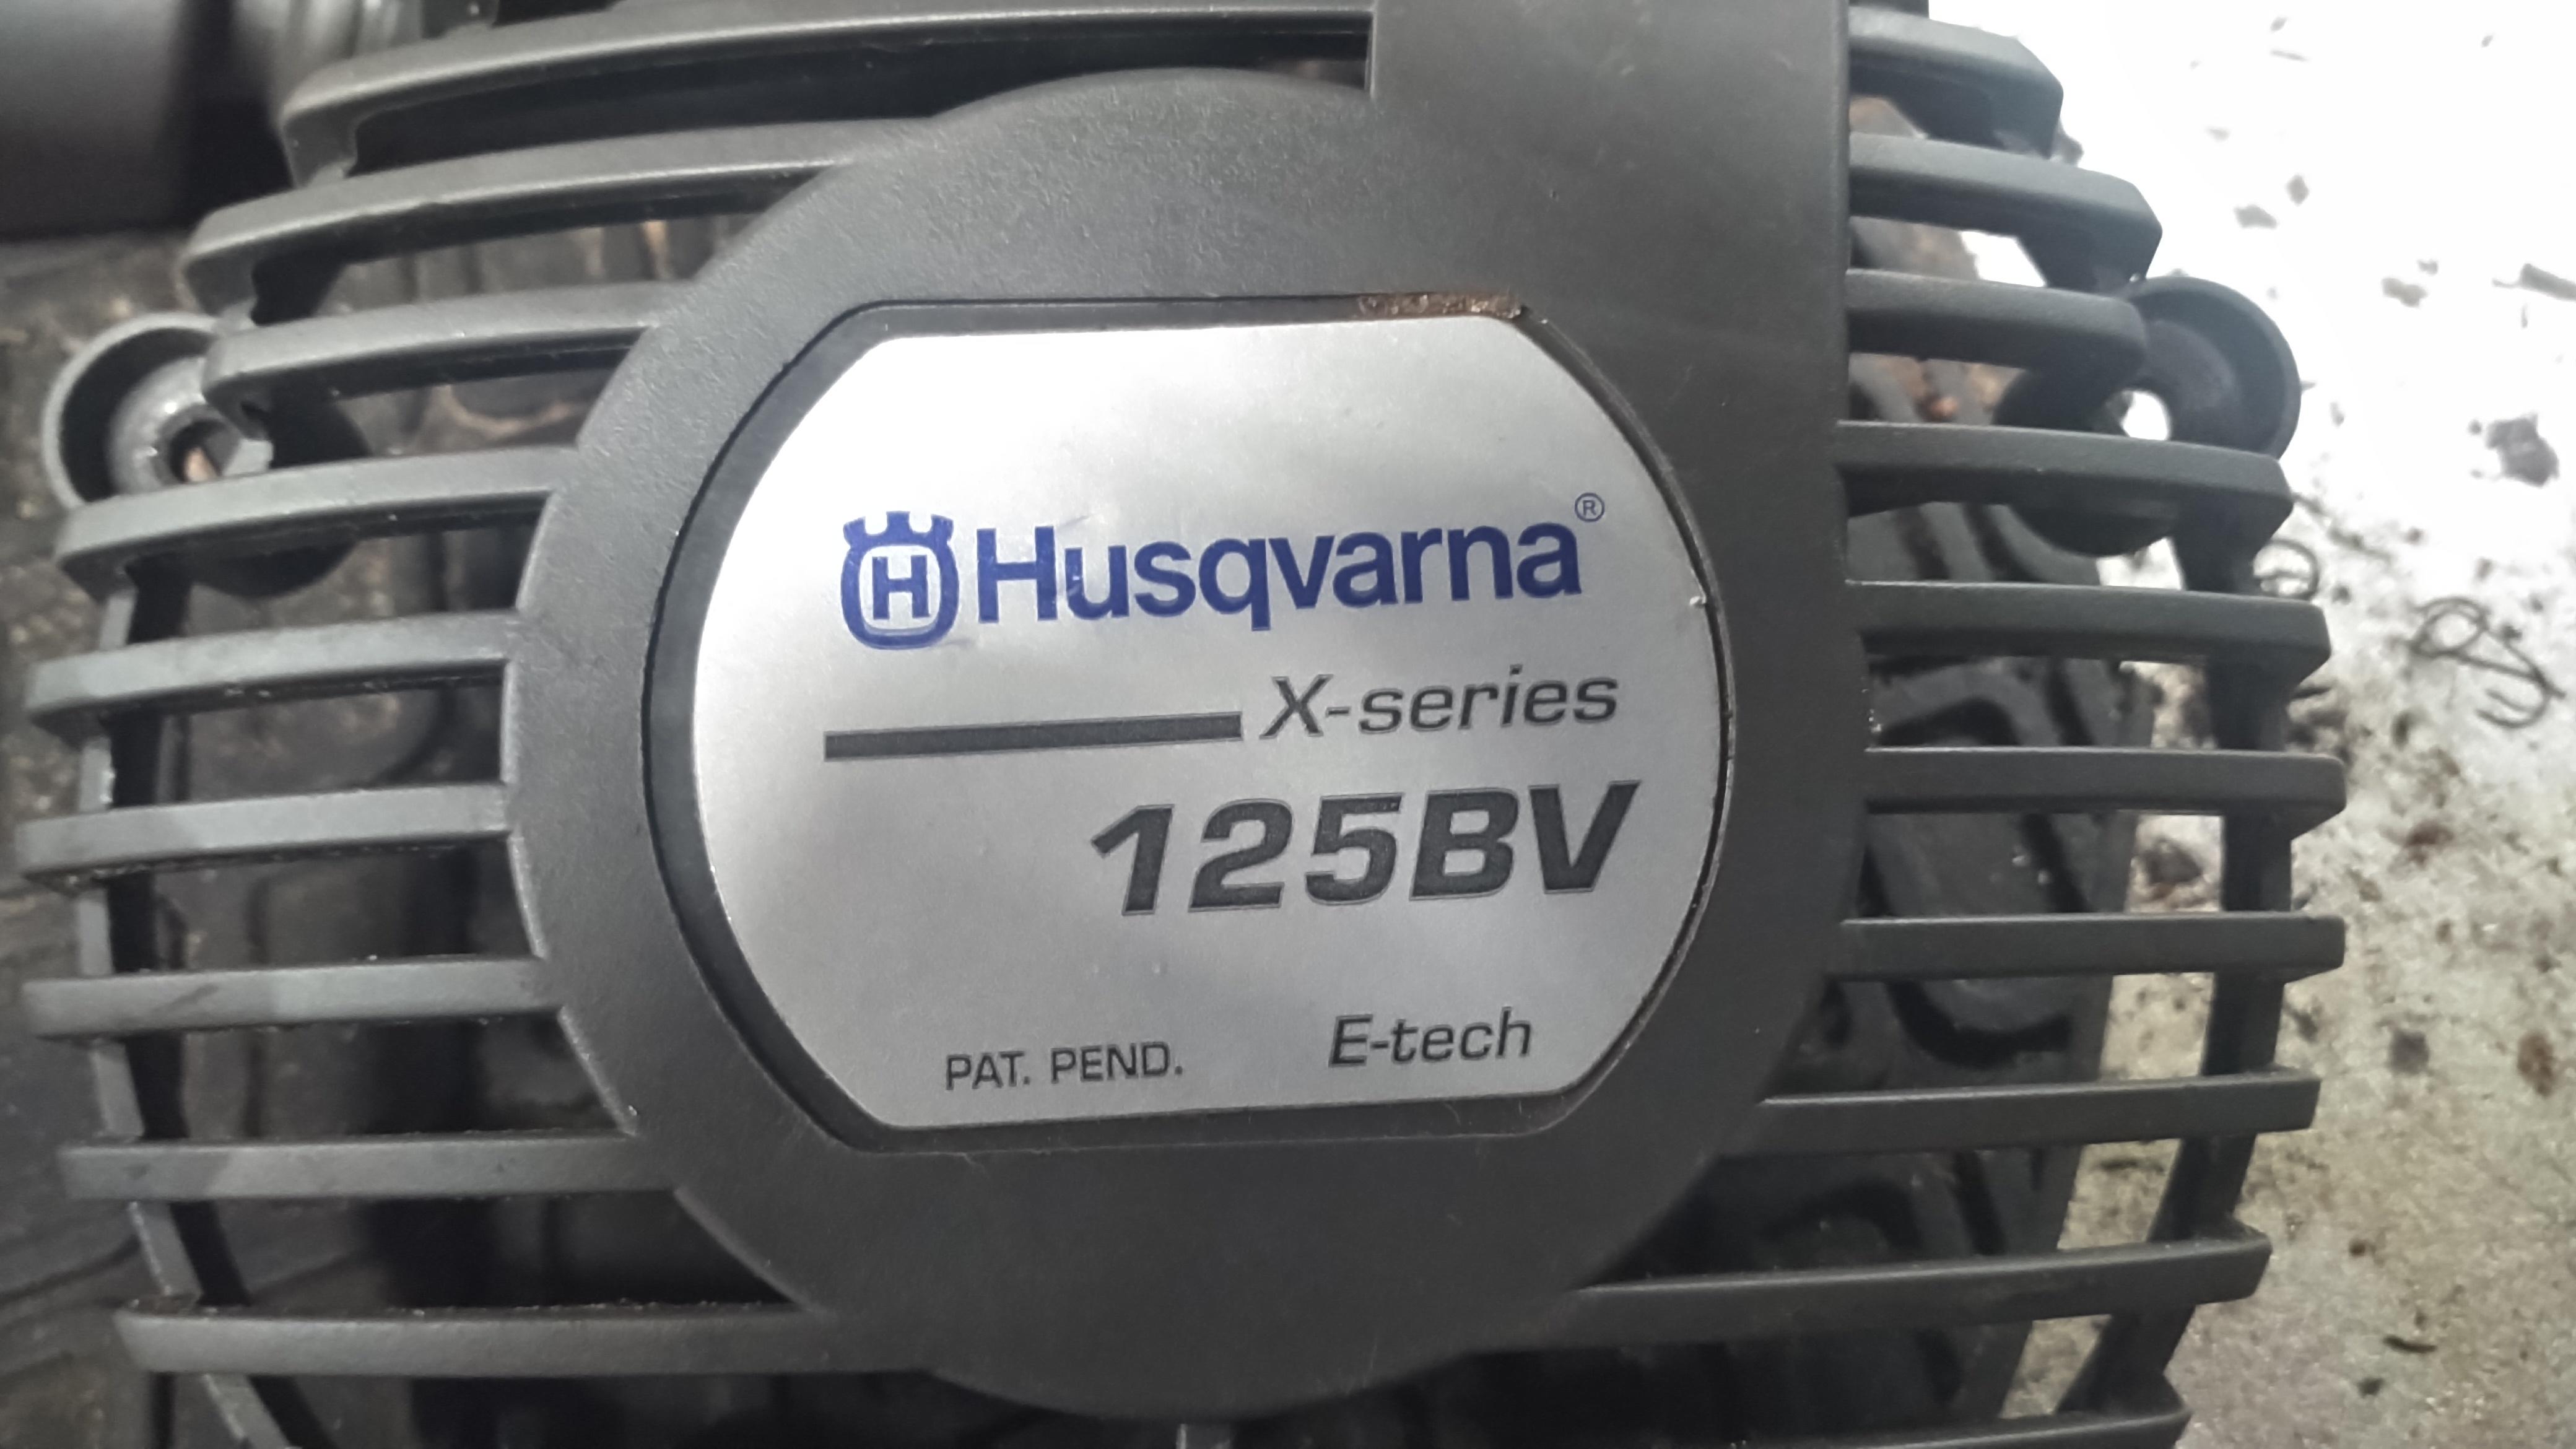 H Husqvarna®
X-series
125BV
PAT. PEND. E-tech